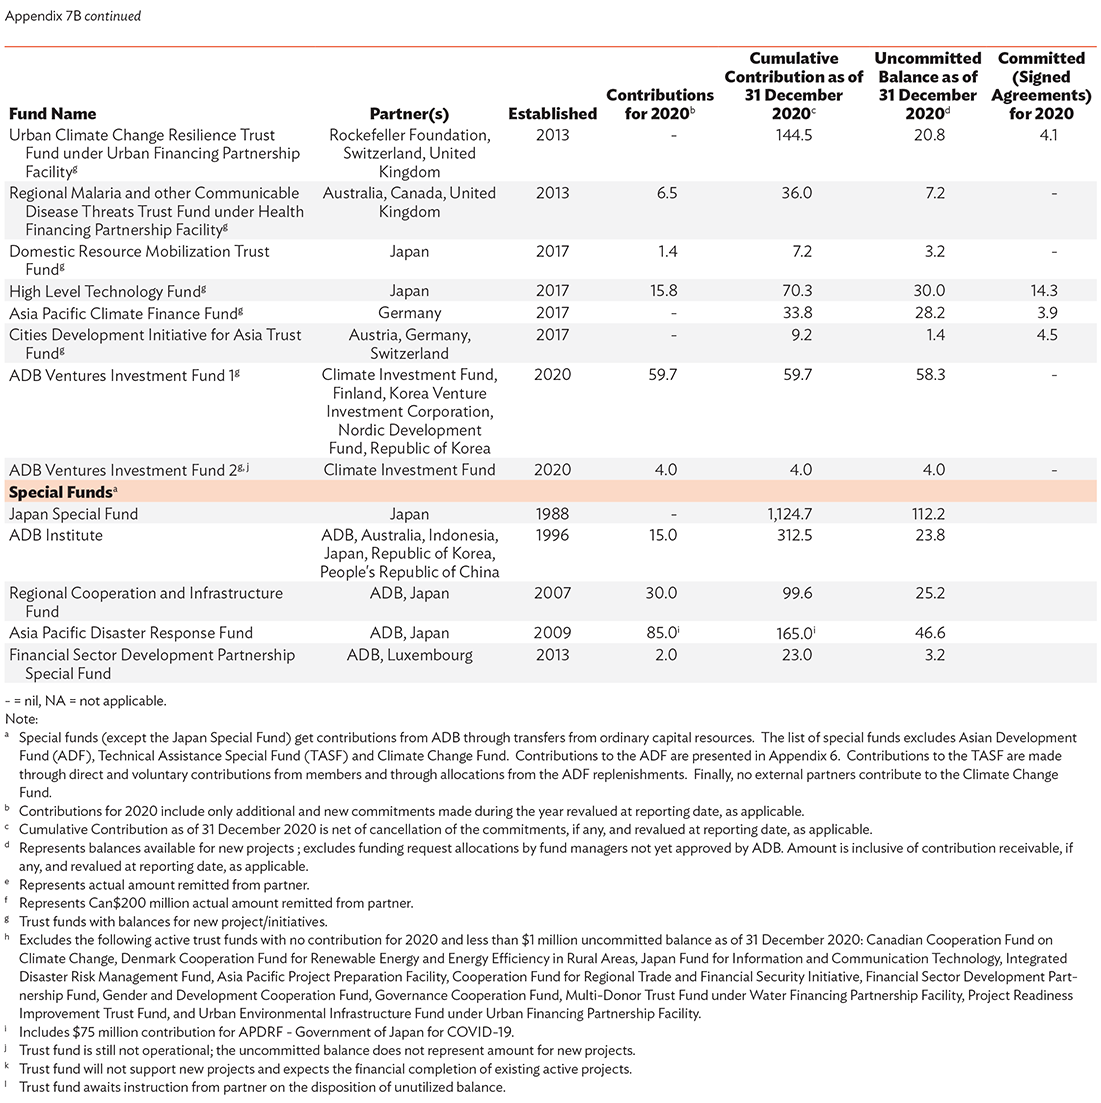 Appendix 7B continued
Fund Name Partner(s) Established Contributions for 2020b Cumulative Contribution as of 31 December 2020c Uncommitted Balance as of 31 December 2020d Committed (Signed Agreements) for 2020
Urban Climate Change Resilience Trust Rockefeller Foundation, 2013 – 144.5 20.8 4.1
Fund under Urban Financing Partnership Switzerland, United
Facilityg Kingdom
Regional Malaria and other Communicable Australia, Canada, United 2013 6.5 36.0 7.2 –
Disease Threats Trust Fund under Health Kingdom
Financing Partnership Facilityg
Domestic Resource Mobilization Trust Japan 2017 1.4 7.2 3.2 –
Fundg
High Level Technology Fundg Japan 2017 15.8 70.3 30.0 14.3
Asia Pacific Climate Finance Fundg Germany 2017 – 33.8 28.2 3.9
Cities Development Initiative for Asia Trust Austria, Germany, 2017 – 9.2 1.4 4.5
Fundg Switzerland
ADB Ventures Investment Fund 1g Climate Investment Fund, 2020 59.7 59.7 58.3 –
Finland, Korea Venture
Investment Corporation,
Nordic Development
Fund, Republic of Korea
ADB Ventures Investment Fund 2g, j Climate Investment Fund 2020 4.0 4.0 4.0 –
Special Fundsa
Japan Special Fund Japan 1988 – 1,124.7 112.2
ADB Institute ADB, Australia, Indonesia, 1996 15.0 312.5 23.8
Japan, Republic of Korea,
People's Republic of China
Regional Cooperation and Infrastructure ADB, Japan 2007 30.0 99.6 25.2
Fund
Asia Pacific Disaster Response Fund ADB, Japan 2009 85.0i 165.0i 46.6
Financial Sector Development Partnership ADB, Luxembourg 2013 2.0 23.0 3.2
Special Fund
– = nil, NA = not applicable.
Note:
a Special funds (except the Japan Special Fund) get contributions from ADB through transfers from ordinary capital resources. The list of special funds excludes Asian Development
Fund (ADF), Technical Assistance Special Fund (TASF) and Climate Change Fund. Contributions to the ADF are presented in Appendix 6. Contributions to the TASF are made
through direct and voluntary contributions from members and through allocations from the ADF replenishments. Finally, no external partners contribute to the Climate Change
Fund.
b Contributions for 2020 include only additional and new commitments made during the year revalued at reporting date, as applicable.
c Cumulative Contribution as of 31 December 2020 is net of cancellation of the commitments, if any, and revalued at reporting date, as applicable.
d Represents balances available for new projects ; excludes funding request allocations by fund managers not yet approved by ADB. Amount is inclusive of contribution receivable, if
any, and revalued at reporting date, as applicable.
e Represents actual amount remitted from partner.
f Represents Can$200 million actual amount remitted from partner.
g Trust funds with balances for new project/initiatives.
h Excludes the following active trust funds with no contribution for 2020 and less than $1 million uncommitted balance as of 31 December 2020: Canadian Cooperation Fund on
Climate Change, Denmark Cooperation Fund for Renewable Energy and Energy Efficiency in Rural Areas, Japan Fund for Information and Communication Technology, Integrated
Disaster Risk Management Fund, Asia Pacific Project Preparation Facility, Cooperation Fund for Regional Trade and Financial Security Initiative, Financial Sector Development Part-
nership Fund, Gender and Development Cooperation Fund, Governance Cooperation Fund, Multi-Donor Trust Fund under Water Financing Partnership Facility, Project Readiness
Improvement Trust Fund, and Urban Environmental Infrastructure Fund under Urban Financing Partnership Facility.
i Includes $75 million contribution for APDRF - Government of Japan for COVID-19.
j Trust fund is still not operational; the uncommitted balance does not represent amount for new projects.
k Trust fund will not support new projects and expects the financial completion of existing active projects.
l Trust fund awaits instruction from partner on the disposition of unutilized balance.